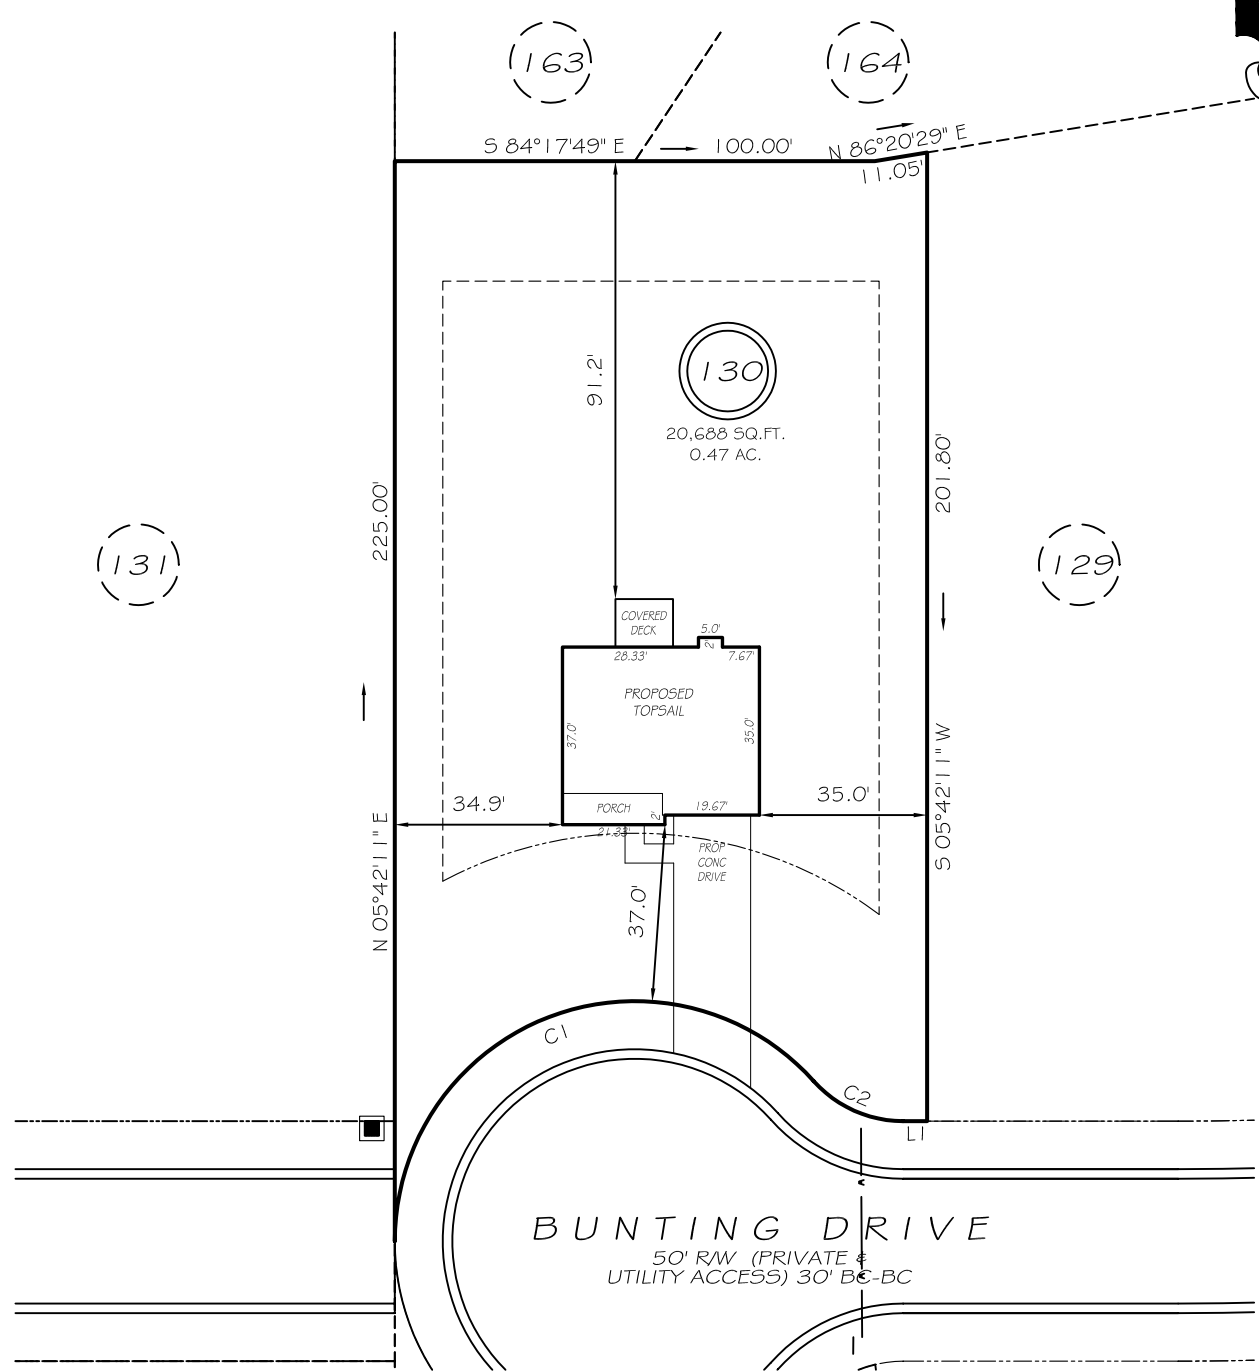 163
164
S 84°17'49" E
100.00'
N 86°20'29" E
11.05'
91.2'
130
20,688 SQ.FT.
0.47 AC.
225.00'
201.80'
131
129
COVERED
DECK
5.0'
2'
28.33'
7.67'
PROPOSED
TOPSAIL
37.0'
35.0'
34.9'
35.0'
PORCH
2'
19.67'
21.33'
N 05°42'11" E
S 05°42'11" W
PROP
CONC
DRIVE
37.0'
C1
C2
L1
BUNTING DRIVE
50' R/W (PRIVATE &
UTILITY ACCESS) 30' BC-BC